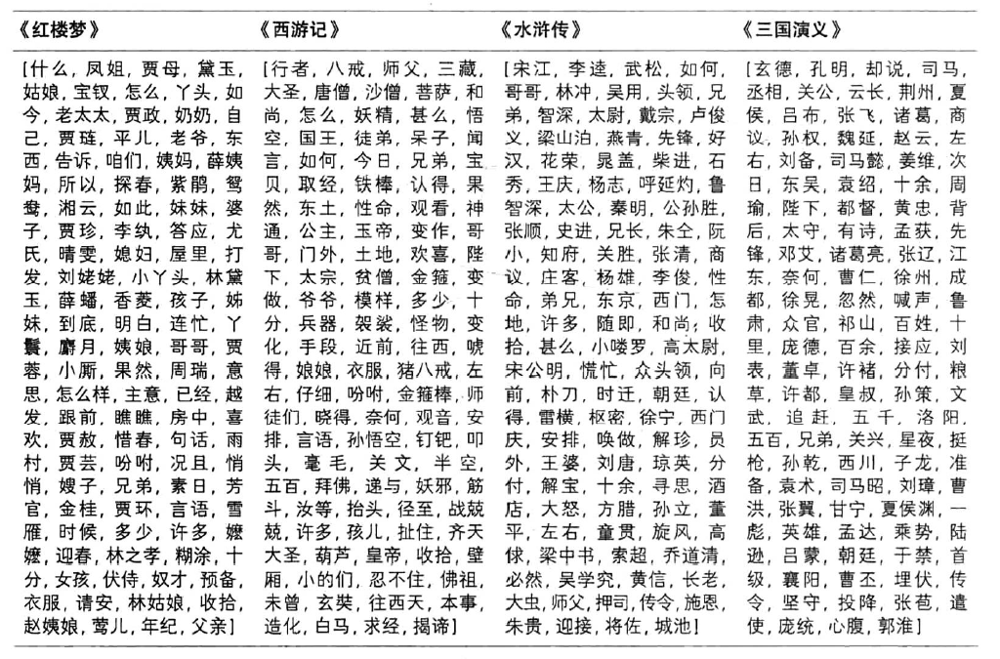 《红楼梦》
[什么, 凤姐, 贾母, 黛玉,
姑娘, 宝钗, 怎么, 丫头, 如
今, 老太太, 贾政, 奶奶, 自
己, 贾琏, 平儿, 老爷, 东
西, 告诉, 咱们, 姨妈, 薛姨
妈, 所以, 探春, 紫鹃, 鸳
鸯, 湘云, 如此, 妹妹, 婆
子, 贾珍, 李纨, 答应, 尤
氏, 晴雯, 媳妇, 屋里, 打
发, 刘姥姥, 小丫头, 林黛
玉, 薛蟠, 香菱, 孩子, 姊
妹, 到底, 明白, 连忙, 丫
鬟, 麝月, 姨娘, 哥哥, 贾
蓉, 小厮, 果然, 周瑞, 意
思, 怎么样, 主意, 已经, 越
发, 跟前, 瞧瞧, 房中, 喜
欢, 贾赦, 惜春, 句话, 雨
村, 贾芸, 吩咐, 况且, 悄
悄, 嫂子, 兄弟, 素日, 芳
官, 金桂, 贾环, 言语, 雪
雁, 时候, 多少, 许多, 嬷
嬷, 迎春, 林之孝, 糊涂, 十
分, 女孩, 伏侍, 奴才, 预备,
衣服, 请安, 林姑娘, 收拾,
赵姨娘, 莺儿, 年纪, 父亲]
《西游记》
[行者, 八戒, 师父, 三藏,
大圣, 唐僧, 沙僧, 菩萨, 和
尚, 怎么, 妖精, 甚么, 悟
空, 国王, 徒弟, 呆子, 闻
言, 如何, 今日, 兄弟, 宝
贝, 取经, 铁棒, 认得, 果
然, 东土, 性命, 观看, 神
通, 公主, 玉帝, 变作, 哥
哥, 门外, 土地, 欢喜, 陛
下, 太宗, 贫僧, 金箍, 变
做, 爷爷, 模样, 多少, 十
分, 兵器, 袈裟, 怪物, 变
化, 手段, 近前, 往西, 唬
得, 娘娘, 衣服, 猪八戒, 左
右, 仔细, 吩咐, 金箍棒, 师
徒们, 晓得, 奈何, 观音, 安
排, 言语, 孙悟空, 钉钯, 叩
头, 毫毛, 关文, 半空,
五百, 拜佛, 递与, 妖邪, 筋
斗, 汝等, 抬头, 径至, 战兢
兢, 许多, 孩儿, 扯住, 齐天
大圣, 葫芦, 皇帝, 收拾, 壁
厢, 小的们, 忍不住, 佛祖,
未曾, 玄奘, 往西天, 本事,
造化, 白马, 求经, 揭谛]
《水浒传》
[宋江, 李逵, 武松, 如何,
哥哥, 林冲, 吴用, 头领, 兄
弟, 智深, 太尉, 戴宗, 卢俊
义, 梁山泊, 燕青, 先锋, 好
汉, 花荣, 晁盖, 柴进, 石
秀, 王庆, 杨志, 呼延灼, 鲁
智深, 太公, 秦明, 公孙胜,
张顺, 史进, 兄长, 朱仝, 阮
小, 知府, 关胜, 张清, 商
议, 庄客, 杨雄, 李俊, 性
命, 弟兄, 东京, 西门, 怎
地, 许多, 随即, 和尚, 收
拾, 甚么, 小喽罗, 高太尉,
宋公明, 慌忙, 众头领, 向
前, 朴刀, 时迁, 朝廷, 认
得, 雷横, 枢密, 徐宁, 西门
庆, 安排, 唤做, 解珍, 员
外, 王婆, 刘唐, 琼英, 分
付, 解宝, 十余, 寻思, 酒
店, 大怒, 方腊, 孙立, 董
平, 左右, 童贯, 旋风, 高
俅, 梁中书, 索超, 乔道清,
必然, 吴学究, 黄信, 长老,
大虫, 师父, 押司, 传令, 施恩,
朱贵, 迎接, 将佐, 城池]
《三国演义》
[玄德, 孔明, 却说, 司马,
丞相, 关公, 云长, 荆州, 夏
侯, 吕布, 张飞, 诸葛, 商
议, 孙权, 魏延, 赵云, 左
右, 刘备, 司马懿, 姜维, 次
日, 东吴, 袁绍, 十余, 周
瑜, 陛下, 都督, 黄忠, 背
后, 太守, 有诗, 孟获, 先
锋, 邓艾, 诸葛亮, 张辽, 江
东, 奈何, 曹仁, 徐州, 成
都, 徐晃, 忽然, 喊声, 鲁
肃, 众官, 祁山, 百姓, 十
里, 庞德, 百余, 接应, 刘
表, 董卓, 许褚, 分付, 粮
草, 许都, 皇叔, 孙策, 文
武, 追赶, 五千, 洛阳,
五百, 兄弟, 关兴, 星夜, 挺
枪, 孙乾, 西川, 子龙, 准
备, 袁术, 司马昭, 刘璋, 曹
洪, 张翼, 甘宁, 夏侯渊, 一
彪, 英雄, 孟达, 乘势, 陆
逊, 吕蒙, 朝廷, 于禁, 首
级, 襄阳, 曹丕, 埋伏, 传
令, 坚守, 投降, 张苞, 遣
使, 庞统, 心腹, 郭淮]